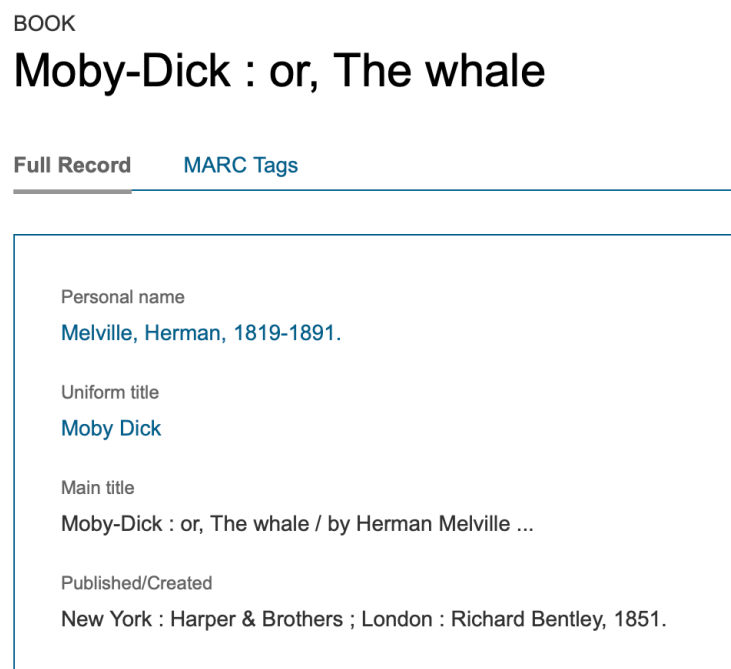 BOOK
Moby-Dick : or, The whale
Full Record MARC Tags
Personal name
Melville, Herman, 1819-1891.
Uniform title
Moby Dick
Main title
Moby-Dick : or, The whale / by Herman Melville ...
Published/Created
New York : Harper & Brothers ; London : Richard Bentley, 1851.